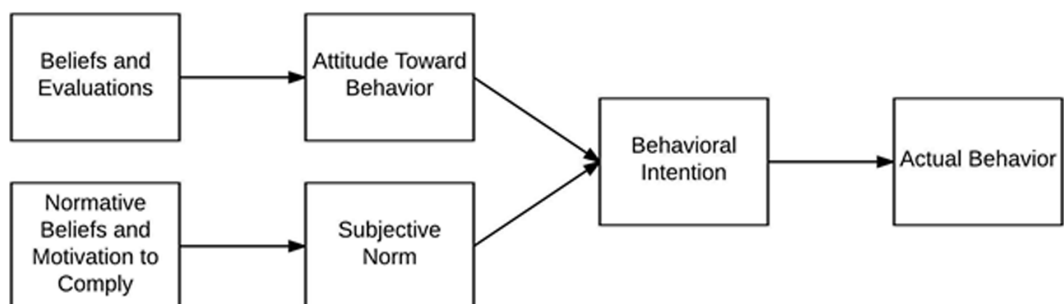 Beliefs and
Evaluations
Attitude Toward
Behavior
Normative
Beliefs and
Motivation to
Comply
Subjective
Norm
Behavioral
Intention
Actual Behavior